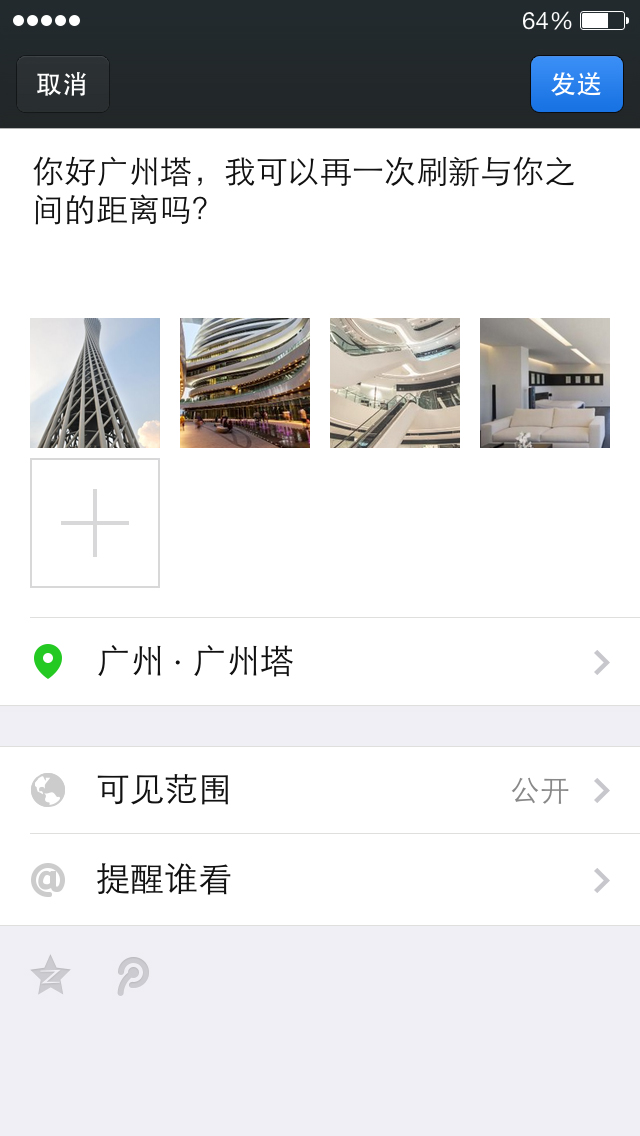 64%
取消
发送
你好广州塔，我可以再一次刷新与你之
间的距离吗？
广州 · 广州塔
可见范围
公开
提醒谁看